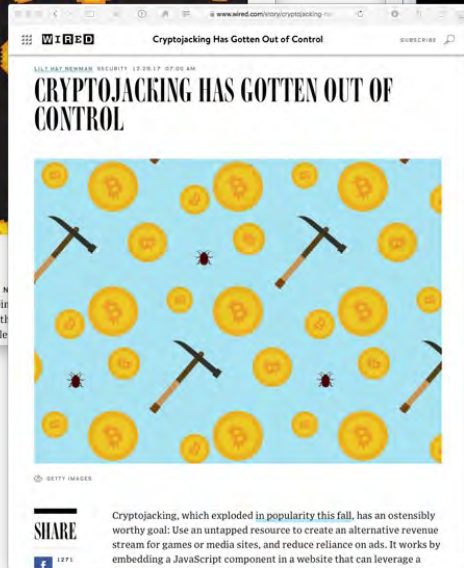 www.wired.com/story/cryptojacking-
WIRED
Cryptojacking Has Gotten Out of Control
SUBSCRIBE
LILY HAY NEWMAN SECURITY 12.29.17 07:00 AM
CRYPTOJACKING HAS GOTTEN OUT OF
CONTROL
GETTY IMAGES
SHARE
1271
Cryptojacking, which exploded in popularity this fall, has an ostensibly
worthy goal: Use an untapped resource to create an alternative revenue
stream for games or media sites, and reduce reliance on ads. It works by
embedding a JavaScript component in a website that can leverage a